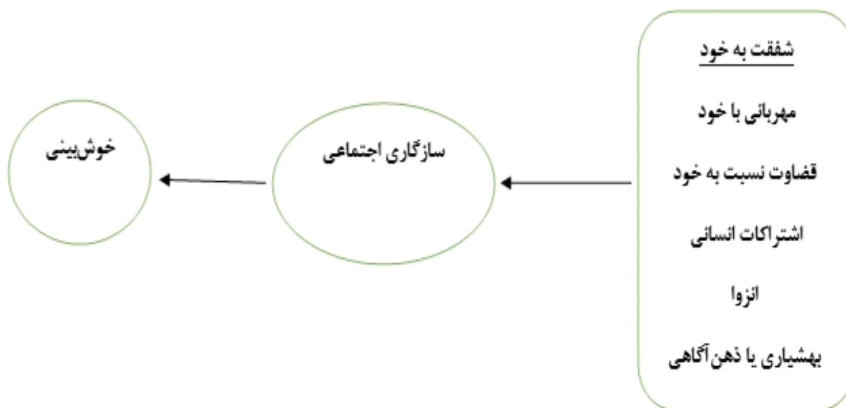 شفقت به خود
مهربانی با خود
قضاوت نسبت به خود
اشتراکات انسانی
انزوا
بهشیاری یا ذهن‌آگاهی
سازگاری اجتماعی
خوش‌بینی